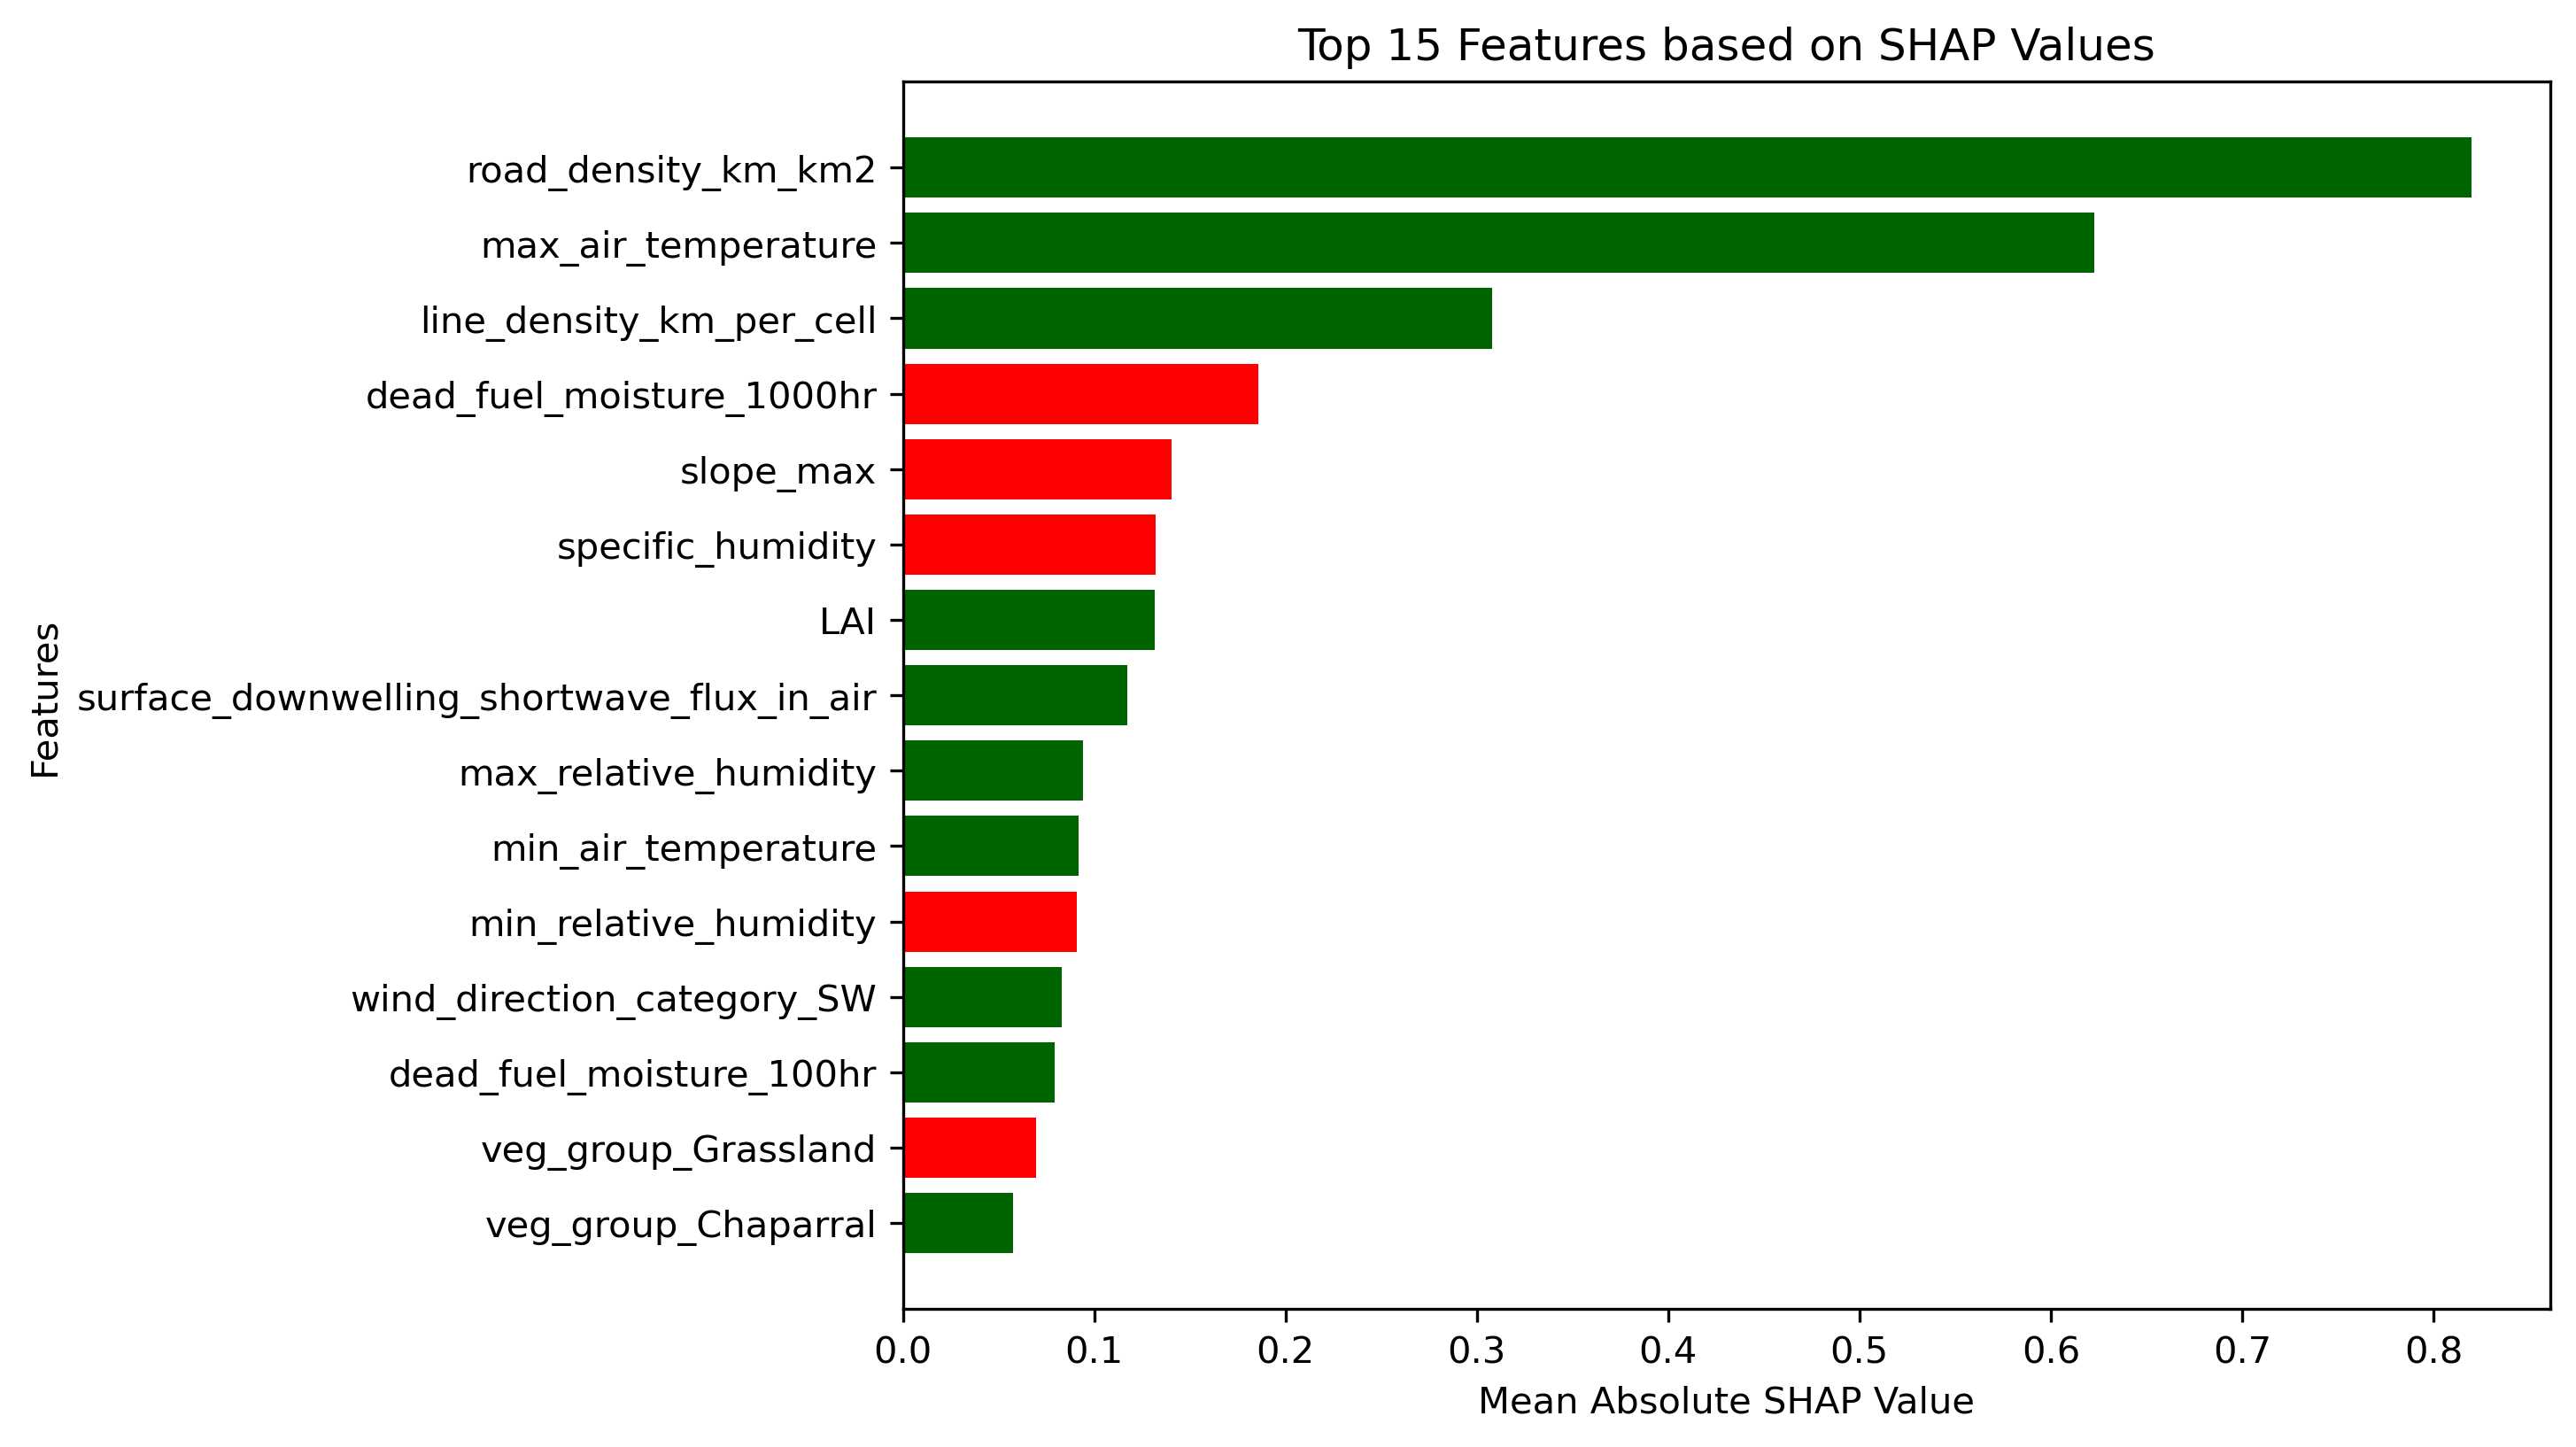 Top 15 Features based on SHAP Values
Features
road_density_km_km2
max_air_temperature
line_density_km_per_cell
dead_fuel_moisture_1000hr
slope_max
specific_humidity
LAI
surface_downwelling_shortwave_flux_in_air
max_relative_humidity
min_air_temperature
min_relative_humidity
wind_direction_category_SW
dead_fuel_moisture_100hr
veg_group_Grassland
veg_group_Chaparral
0.0 0.1 0.2 0.3 0.4 0.5 0.6 0.7 0.8
Mean Absolute SHAP Value